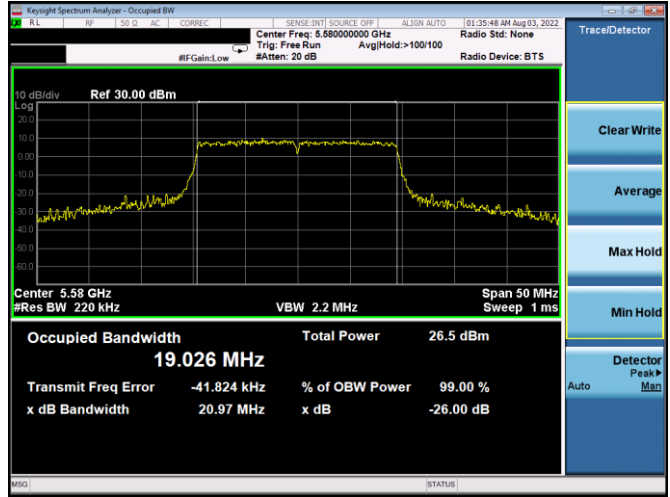 Keysight Spectrum Analyzer - Occupied BW
RL RF 50 Ω AC CORREC SENSE:INT SOURCE OFF ALIGN AUTO 01:35:48 AM Aug 03, 2022
Center Freq: 5.580000000 GHz Radio Std: None
Trig: Free Run Avg|Hold:>100/100
#IFGain:Low #Atten: 20 dB Radio Device: BTS
10 dB/div Ref 30.00 dBm
Log
20.0
10.0
0.00
-10.0
-20.0
-30.0
-40.0
-50.0
-60.0
Center 5.58 GHz Span 50 MHz
#Res BW 220 kHz VBW 2.2 MHz Sweep 1 ms
Occupied Bandwidth Total Power 26.5 dBm
19.026 MHz
Transmit Freq Error -41.824 kHz % of OBW Power 99.00 %
x dB Bandwidth 20.97 MHz x dB -26.00 dB
MSG STATUS
Trace/Detector
Clear Write
Average
Max Hold
Min Hold
Detector
Peak▶
Auto Man